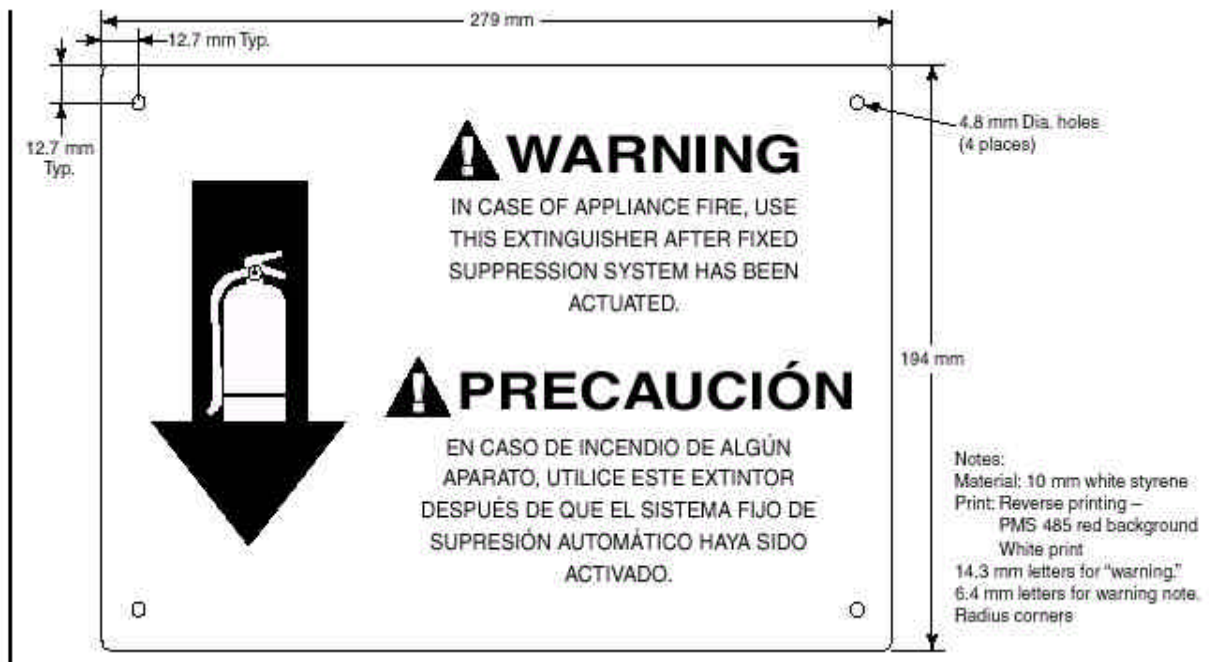 279 mm
12.7 mm Typ.
12.7 mm
Typ.
4.8 mm Dia. holes
(4 places)
WARNING
IN CASE OF APPLIANCE FIRE, USE
THIS EXTINGUISHER AFTER FIXED
SUPPRESSION SYSTEM HAS BEEN
ACTUATED.
194 mm
PRECAUCIÓN
EN CASO DE INCENDIO DE ALGÚN
APARATO, UTILICE ESTE EXTINTOR
DESPUÉS DE QUE EL SISTEMA FIJO DE
SUPRESIÓN AUTOMÁTICO HAYA SIDO
ACTIVADO.
Notes:
Material: 10 mm white styrene
Print: Reverse printing –
PMS 485 red background
White print
14.3 mm letters for “warning.”
6.4 mm letters for warning note.
Radius corners